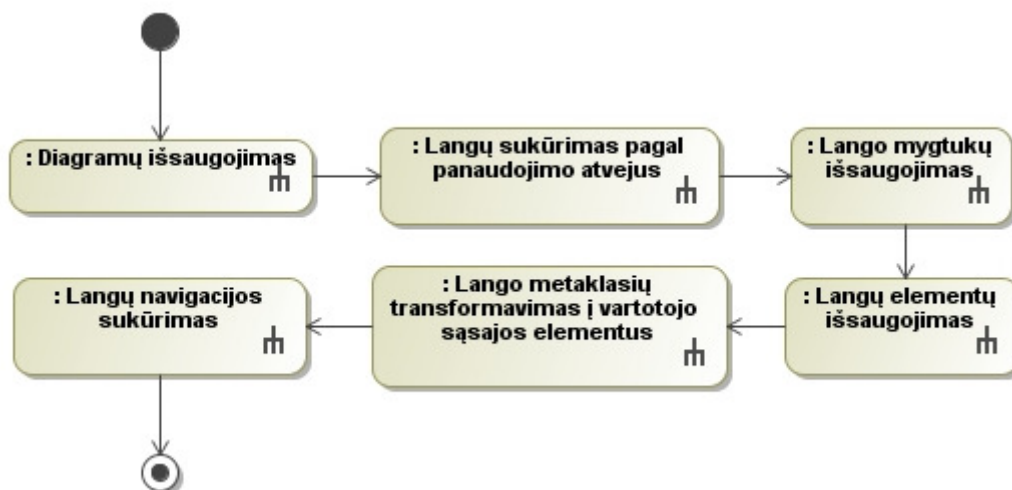 : Diagramų išsaugojimas
: Langų sukūrimas pagal
panaudojimo atvejus
: Lango mygtukų
išsaugojimas
: Langų elementų
išsaugojimas
: Lango metaklasių
transformavimas į vartotojo
sąsajos elementus
: Langų navigacijos
sukūrimas